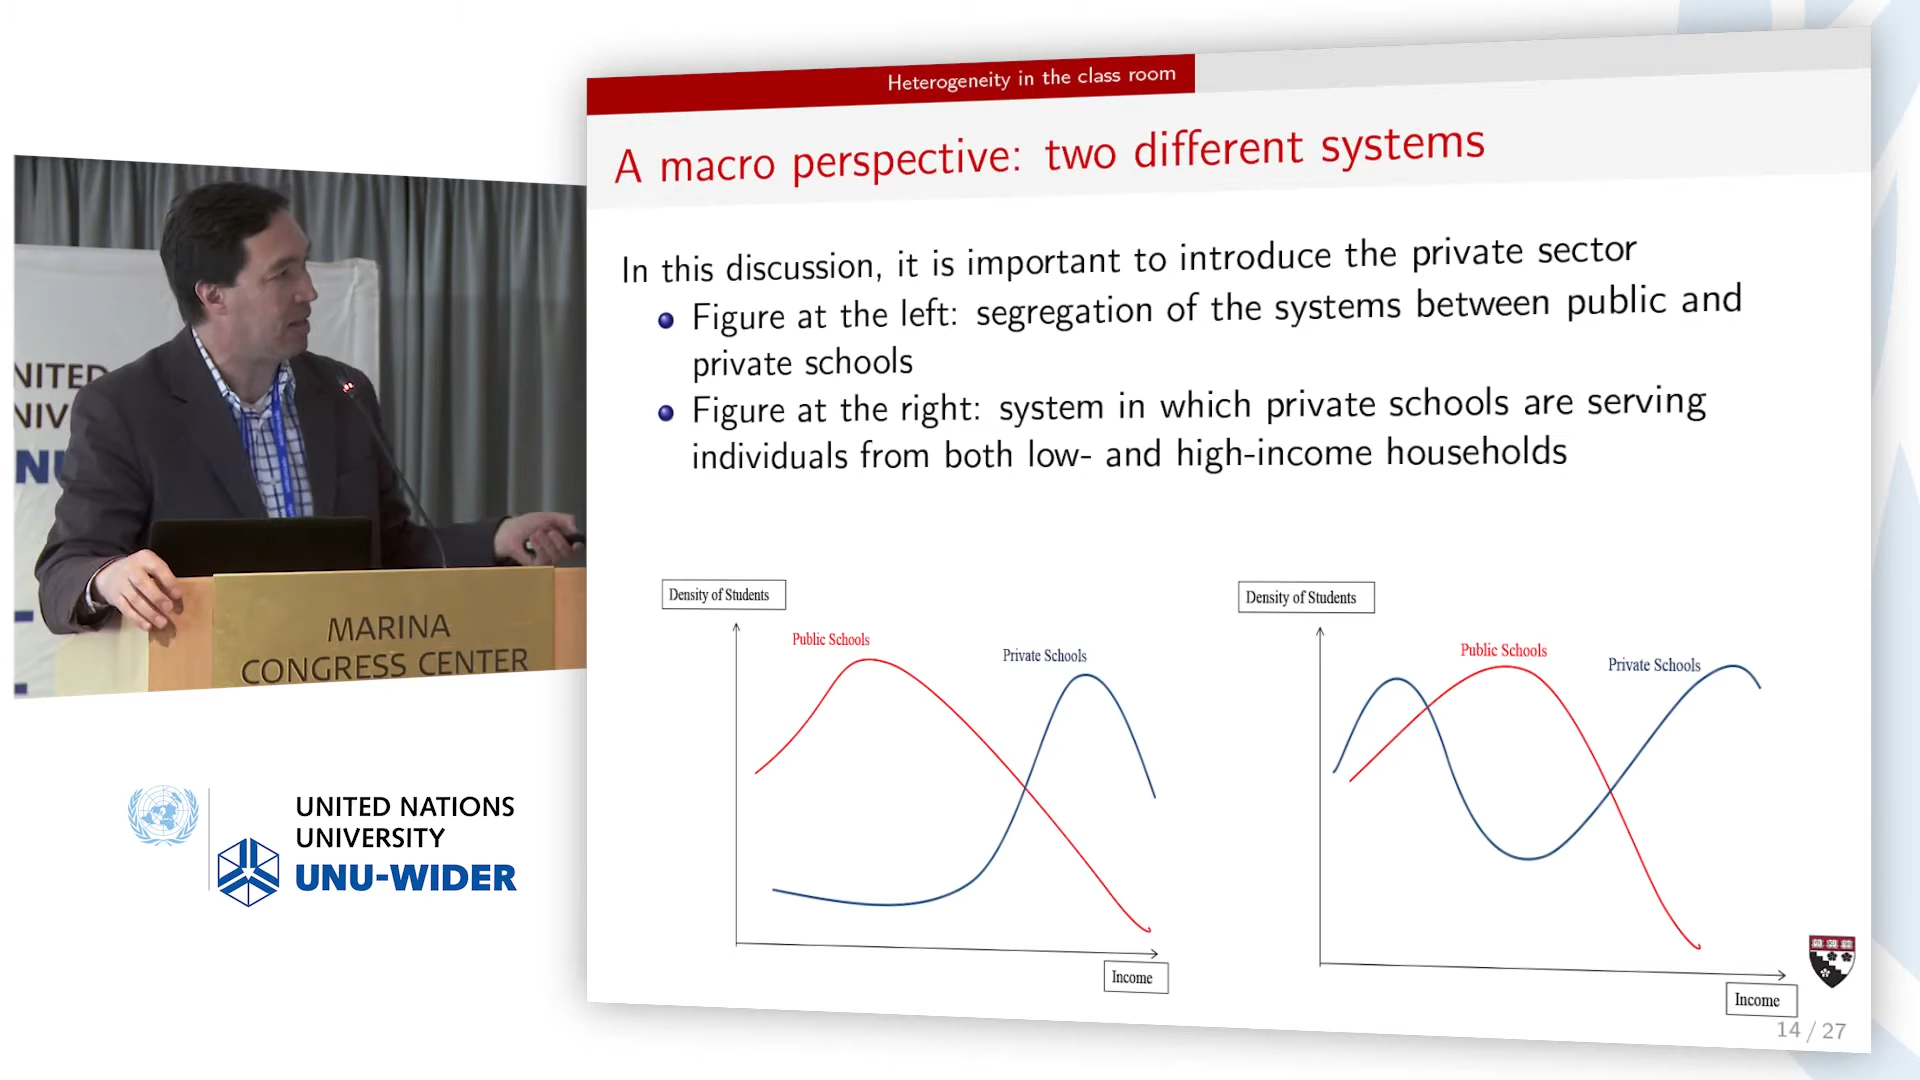 Heterogeneity in the class room
A macro perspective: two different systems
In this discussion, it is important to introduce the private sector
Figure at the left: segregation of the systems between public and
private schools
Figure at the right: system in which private schools are serving
individuals from both low- and high-income households
Density of Students
Public Schools
Private Schools
Income
Density of Students
Public Schools
Private Schools
Income
14 / 27
NITED
NIV
NU
MARINA
CONGRESS CENTER
UNITED NATIONS
UNIVERSITY
UNU-WIDER